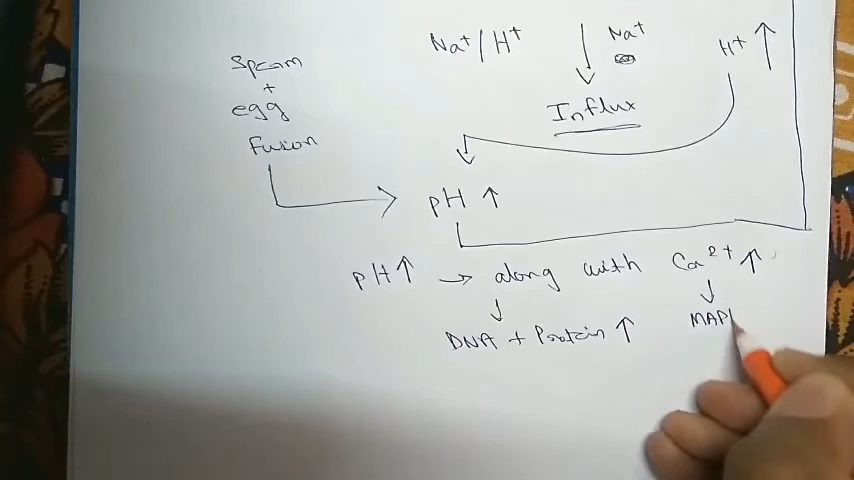 Sperm
+
egg
Fusion
Na+ / H+
Na+
H+ ↑
Influx
pH ↑
pH ↑ → along with Ca2+ ↑
DNA + Protein ↑
MAP